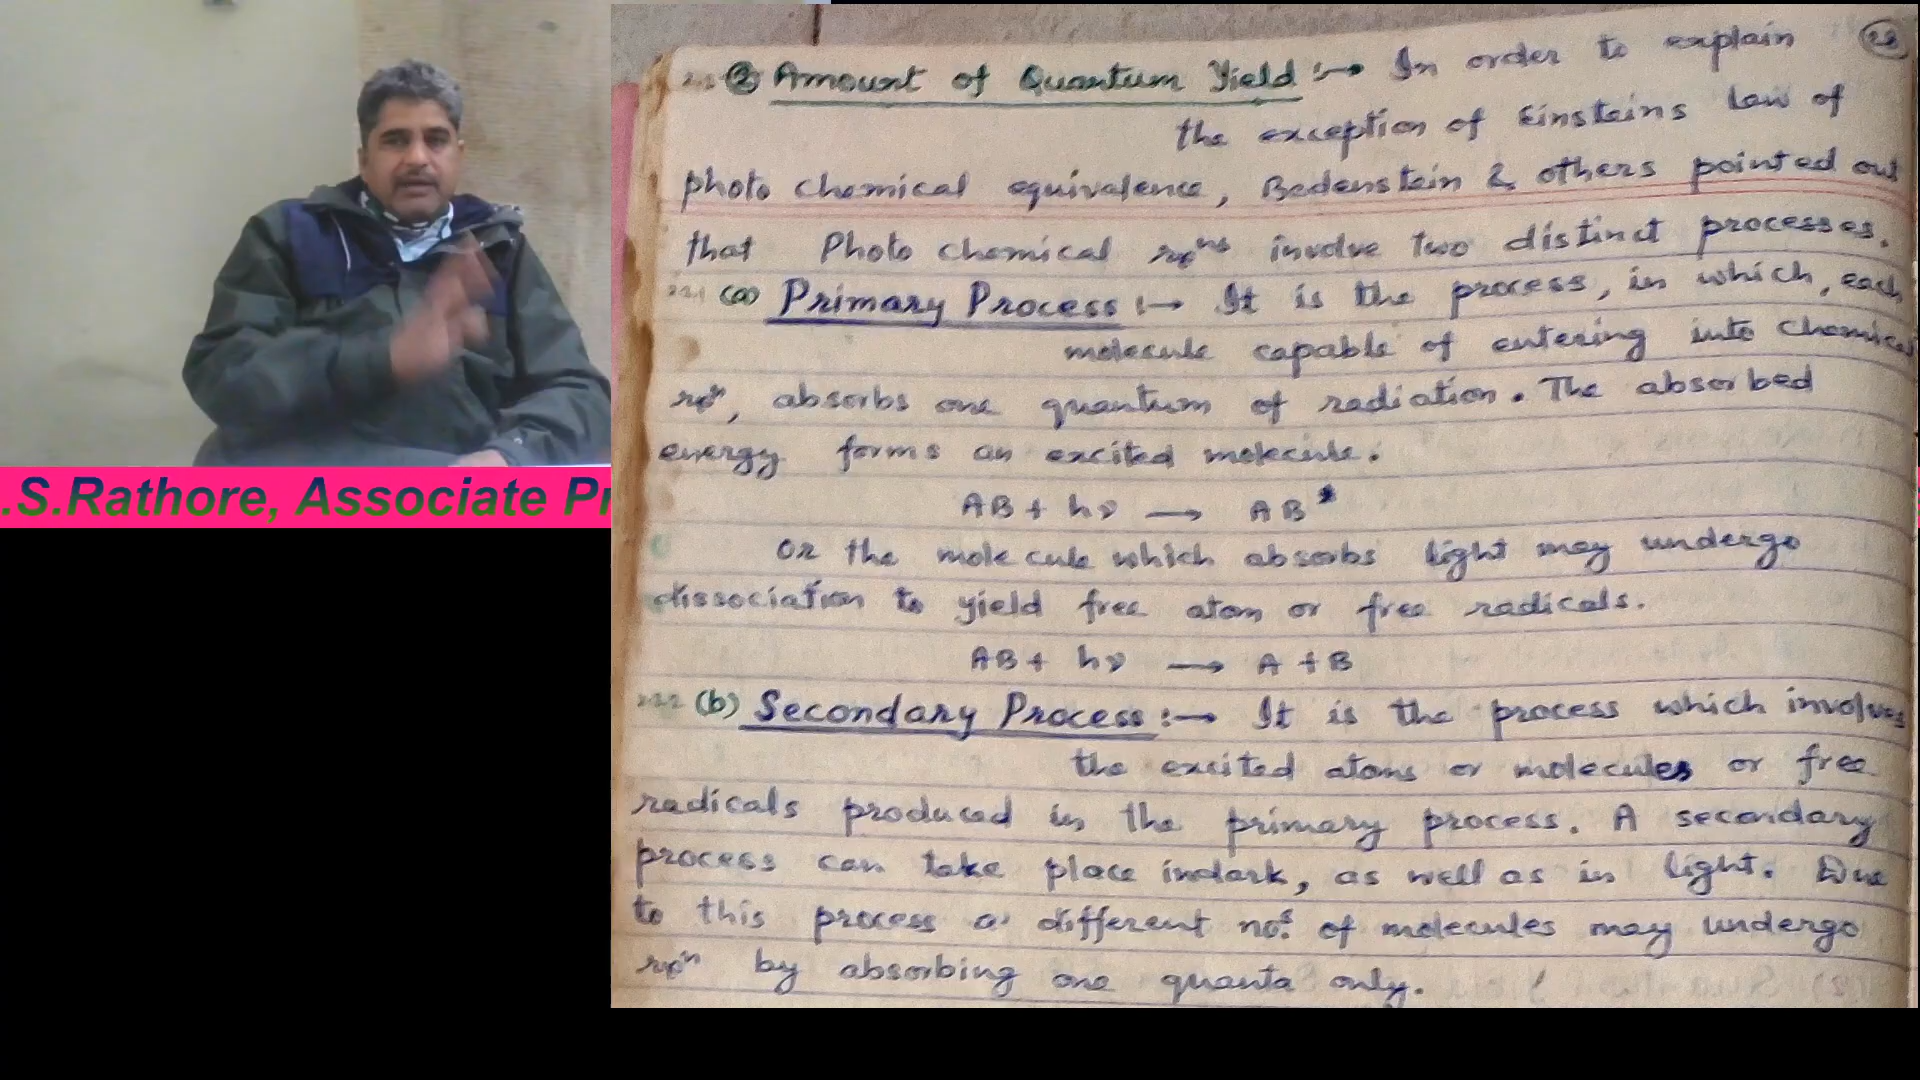 .S.Rathore, Associate Pr
28
② Amount of Quantum Yield :→ In order to explain
the exception of Einsteins law of
photo chemical equivalence, Bodenstein & others pointed out
that Photo chemical rxns involve two distinct processes.
(a) Primary Process :→ It is the process, in which, each
molecule capable of entering into chemical
rxn, absorbs one quantum of radiation. The absorbed
energy forms an excited molecule.
AB + hν → AB*
Or the molecule which absorbs light may undergo
dissociation to yield free atom or free radicals.
AB + hν → A + B
(b) Secondary Process :→ It is the process which involves
the excited atoms or molecules or free
radicals produced in the primary process. A secondary
process can take place indark, as well as in light. Due
to this process a different nos. of molecules may undergo
rxn by absorbing one quanta only.